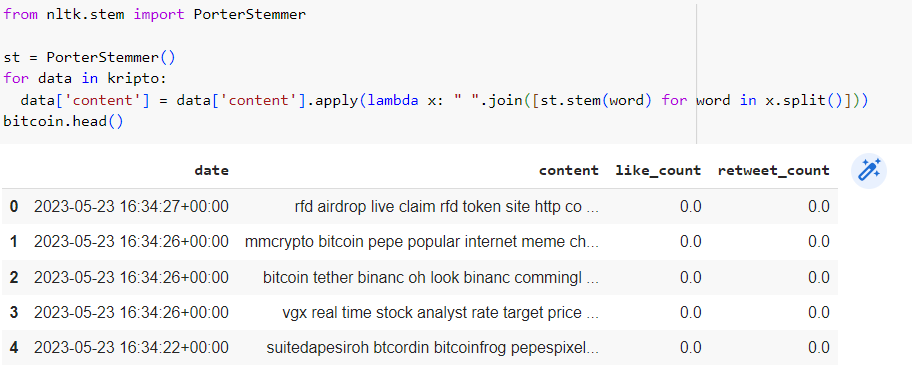 from nltk.stem import PorterStemmer
st = PorterStemmer()
for data in kripto:
  data['content'] = data['content'].apply(lambda x: " ".join([st.stem(word) for word in x.split()]))
bitcoin.head()
date content like_count retweet_count
0 2023-05-23 16:34:27+00:00 rfd airdrop live claim rfd token site http co ... 0.0 0.0
1 2023-05-23 16:34:26+00:00 mmcrypto bitcoin pepe popular internet meme ch... 0.0 0.0
2 2023-05-23 16:34:26+00:00 bitcoin tether binanc oh look binanc commingl ... 0.0 0.0
3 2023-05-23 16:34:26+00:00 vgx real time stock analyst rate target price ... 0.0 0.0
4 2023-05-23 16:34:22+00:00 suitedapesiroh btcordin bitcoinfrog pepespixel... 0.0 0.0